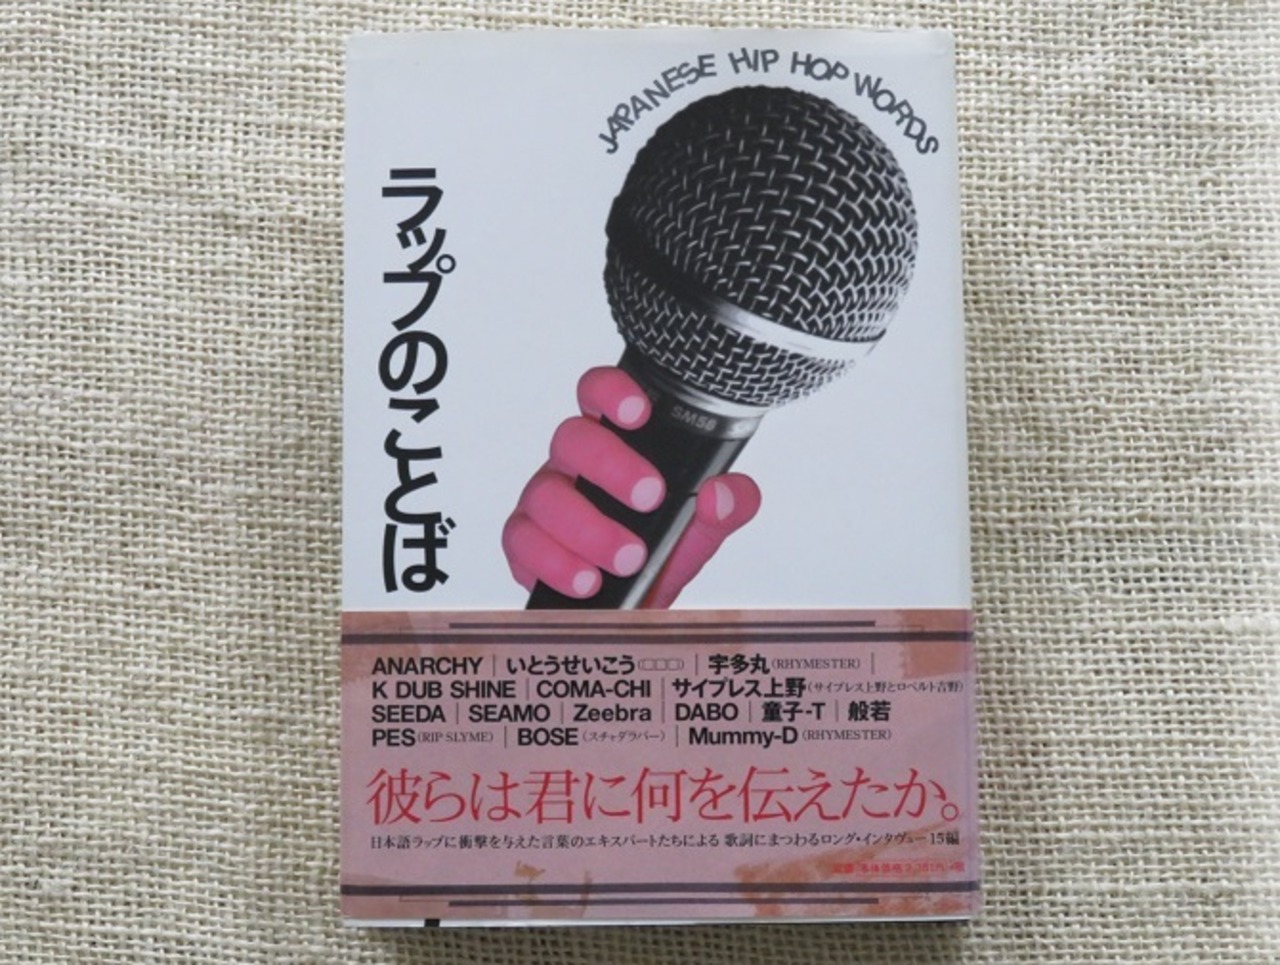 JAPANESE HIP HOP WORDS
ラップのことば
SM58
ANARCHY｜いとうせいこう(□□□)｜宇多丸(RHYMESTER)｜
K DUB SHINE｜COMA-CHI｜サイプレス上野(サイプレス上野とロベルト吉野)
SEEDA｜SEAMO｜Zeebra｜DABO｜童子-T｜般若
PES(RIP SLYME)｜BOSE(スチャダラパー)｜Mummy-D(RHYMESTER)
彼らは君に何を伝えたか。
日本語ラップに衝撃を与えた言葉のエキスパートたちによる 歌詞にまつわるロング・インタヴュー15編